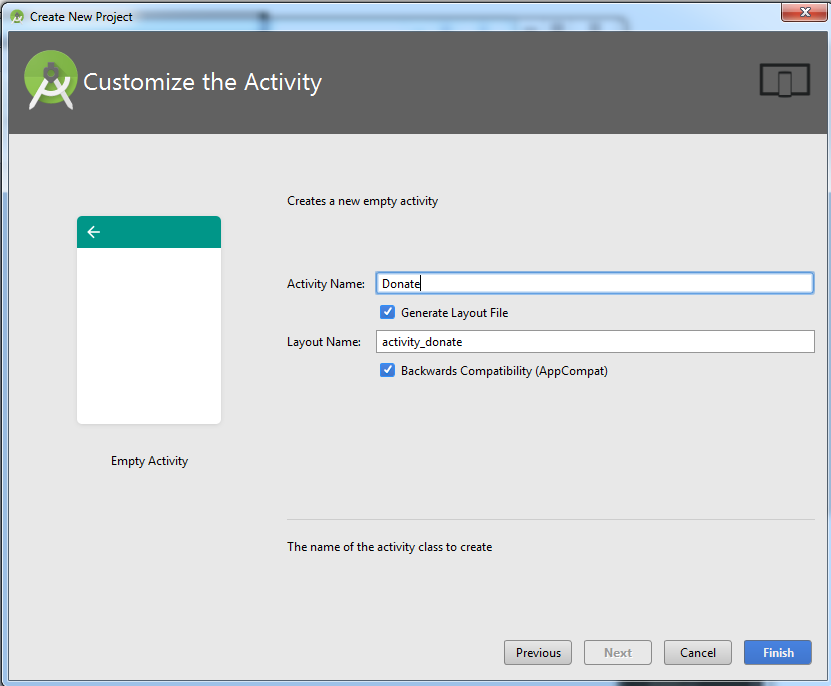 Create New Project
Customize the Activity
Creates a new empty activity
Activity Name: Donate
Generate Layout File
Layout Name: activity_donate
Backwards Compatibility (AppCompat)
Empty Activity
The name of the activity class to create
Previous Next Cancel Finish